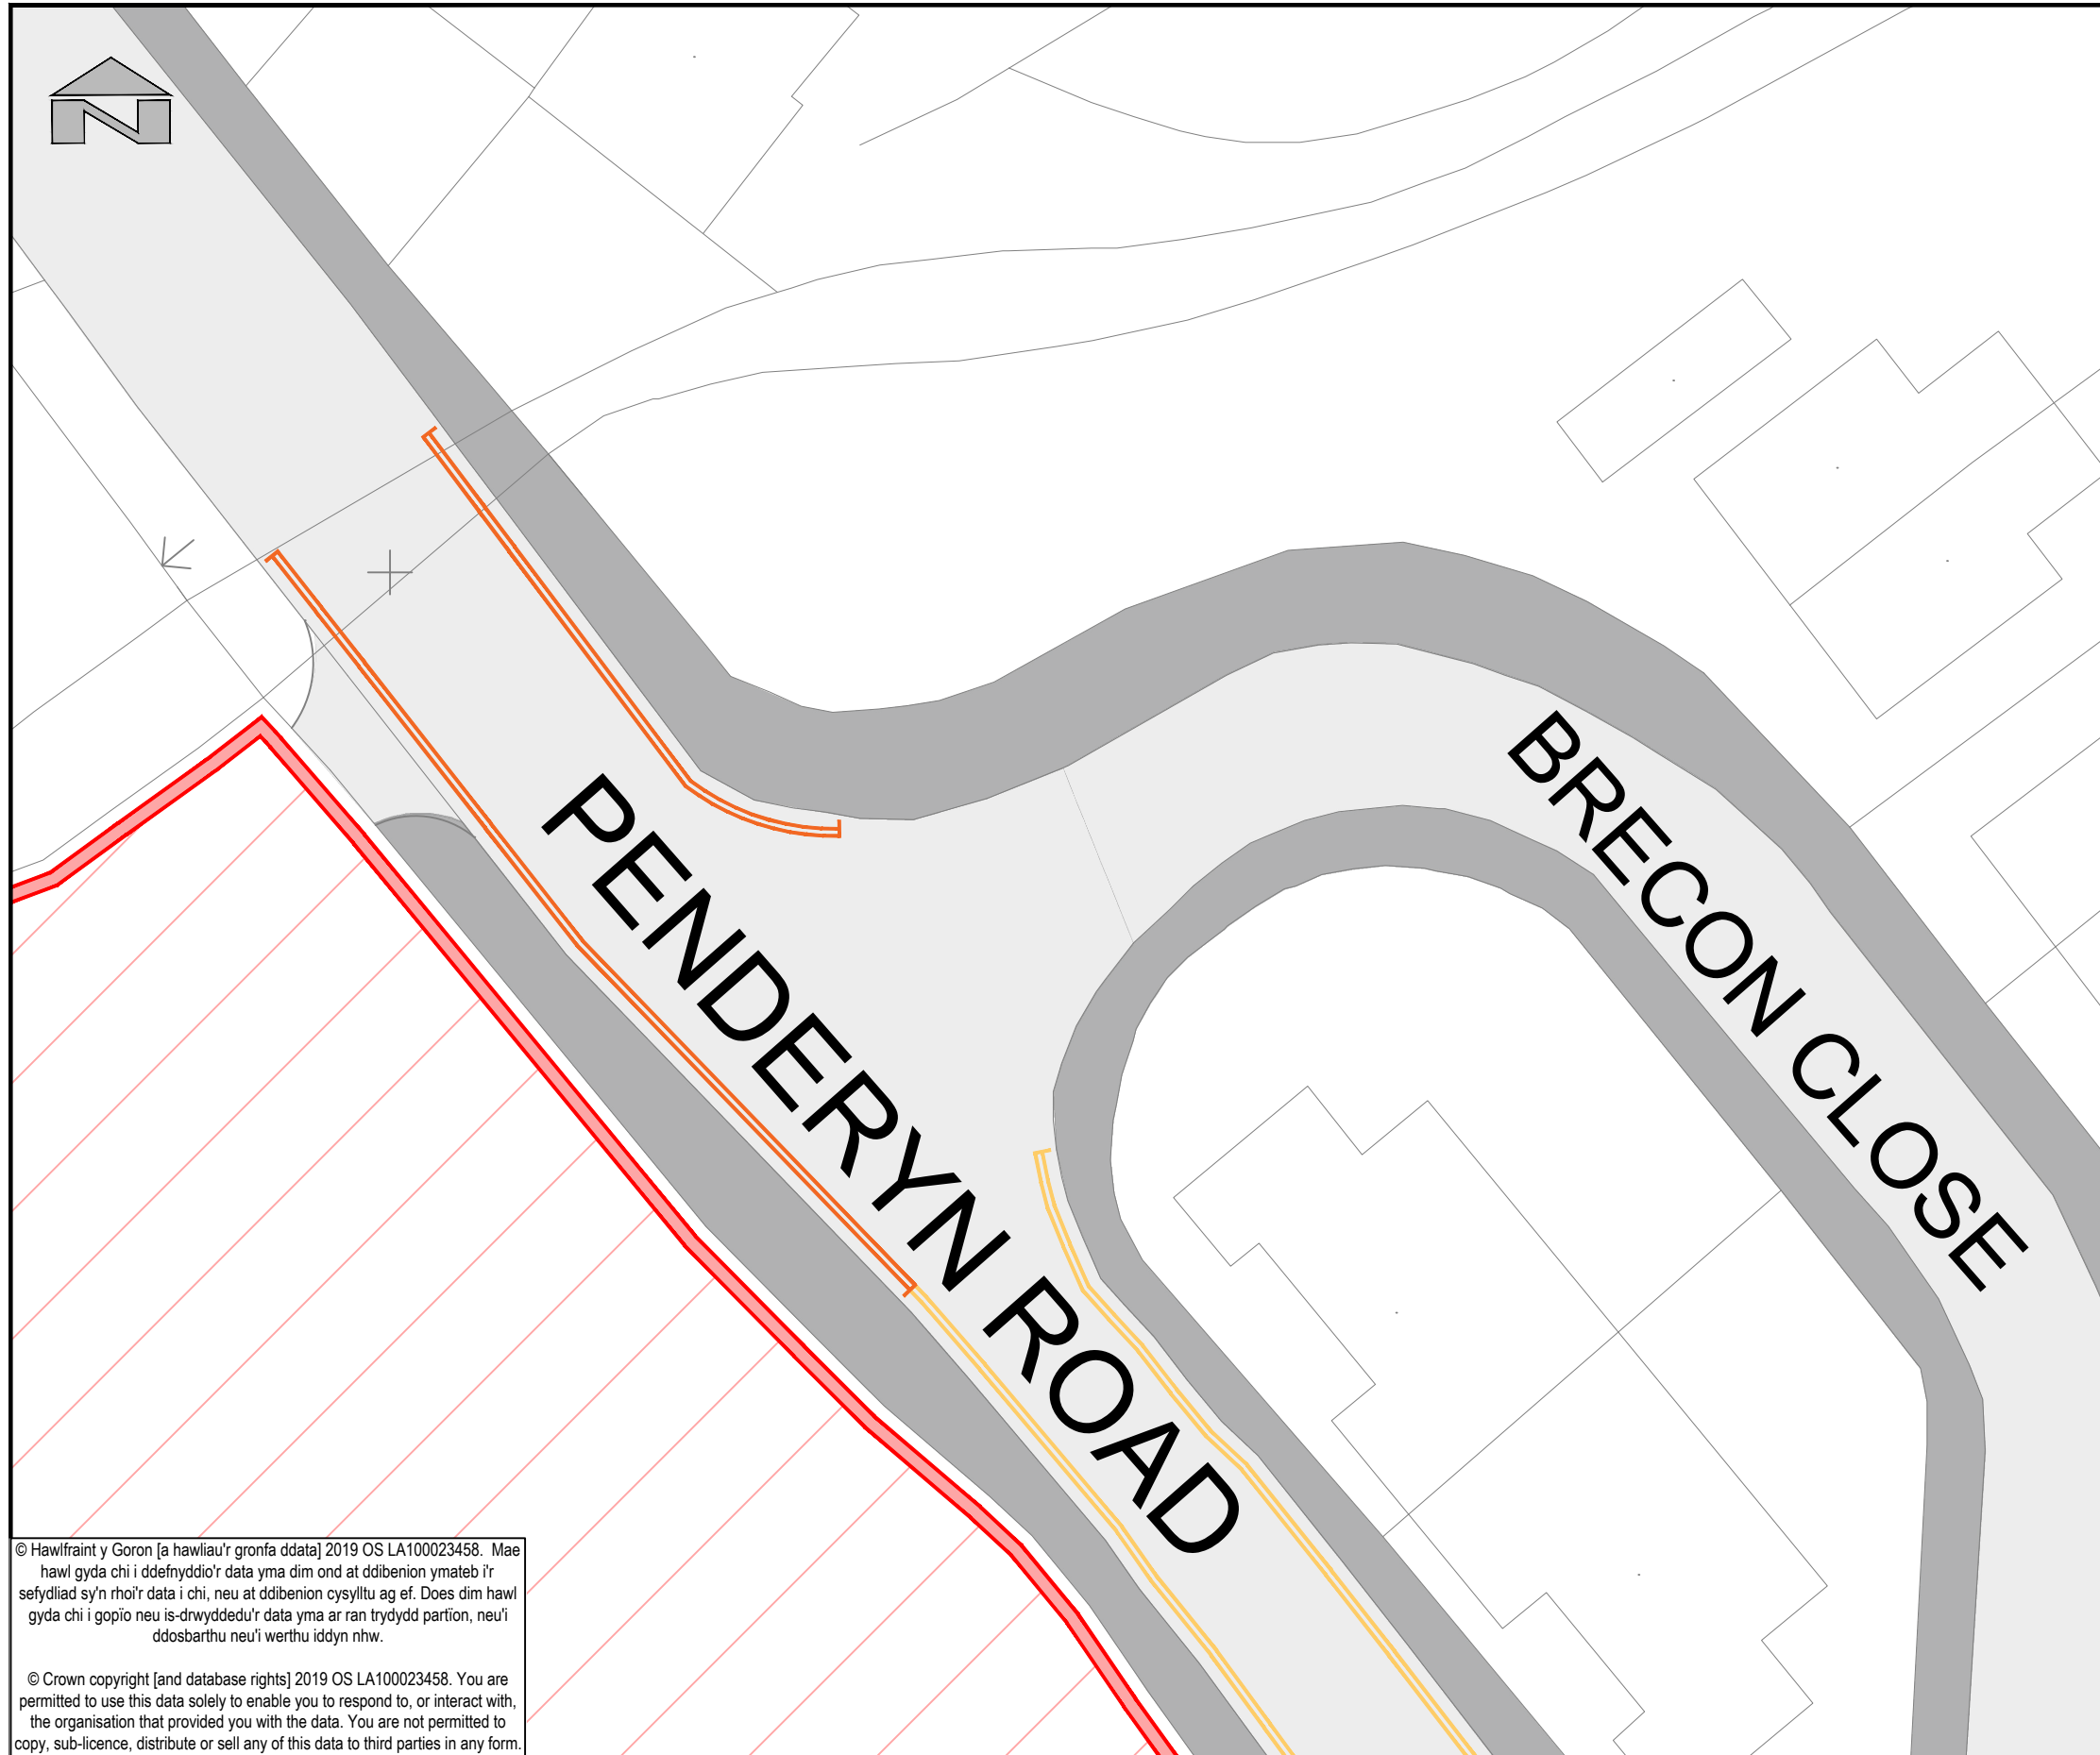 N
PENDERYN ROAD
BRECON CLOSE
© Hawlfraint y Goron [a hawliau'r gronfa ddata] 2019 OS LA100023458. Mae
hawl gyda chi i ddefnyddio'r data yma dim ond at ddibenion ymateb i'r
sefydliad sy'n rhoi'r data i chi, neu at ddibenion cysylltu ag ef. Does dim hawl
gyda chi i gopïo neu is-drwyddedu'r data yma ar ran trydydd partïon, neu'i
ddosbarthu neu'i werthu iddyn nhw.
© Crown copyright [and database rights] 2019 OS LA100023458. You are
permitted to use this data solely to enable you to respond to, or interact with,
the organisation that provided you with the data. You are not permitted to
copy, sub-licence, distribute or sell any of this data to third parties in any form.